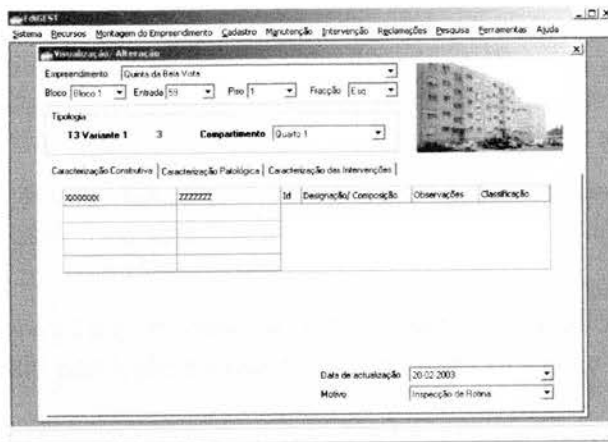 EdIGEST
Sistema Recursos Montagem do Empreendimento Cadastro Manutenção Intervenção Reclamações Pesquisa Ferramentas Ajuda
Visualização/ Alteração
Empreendimento Quinta da Bela Vista
Bloco Bloco 1 Entrada 59 Piso 1 Fracção Esq
Tipologia
T3 Variante 1 3 Compartimento Quarto 1
Caracterização Construtiva Caracterização Patológica Caracterização das Intervenções
XXXXXXX ZZZZZZZ Id Designação/ Composição Observações Classificação
Data de actualização 20-02-2003
Motivo Inspecção de Rotina